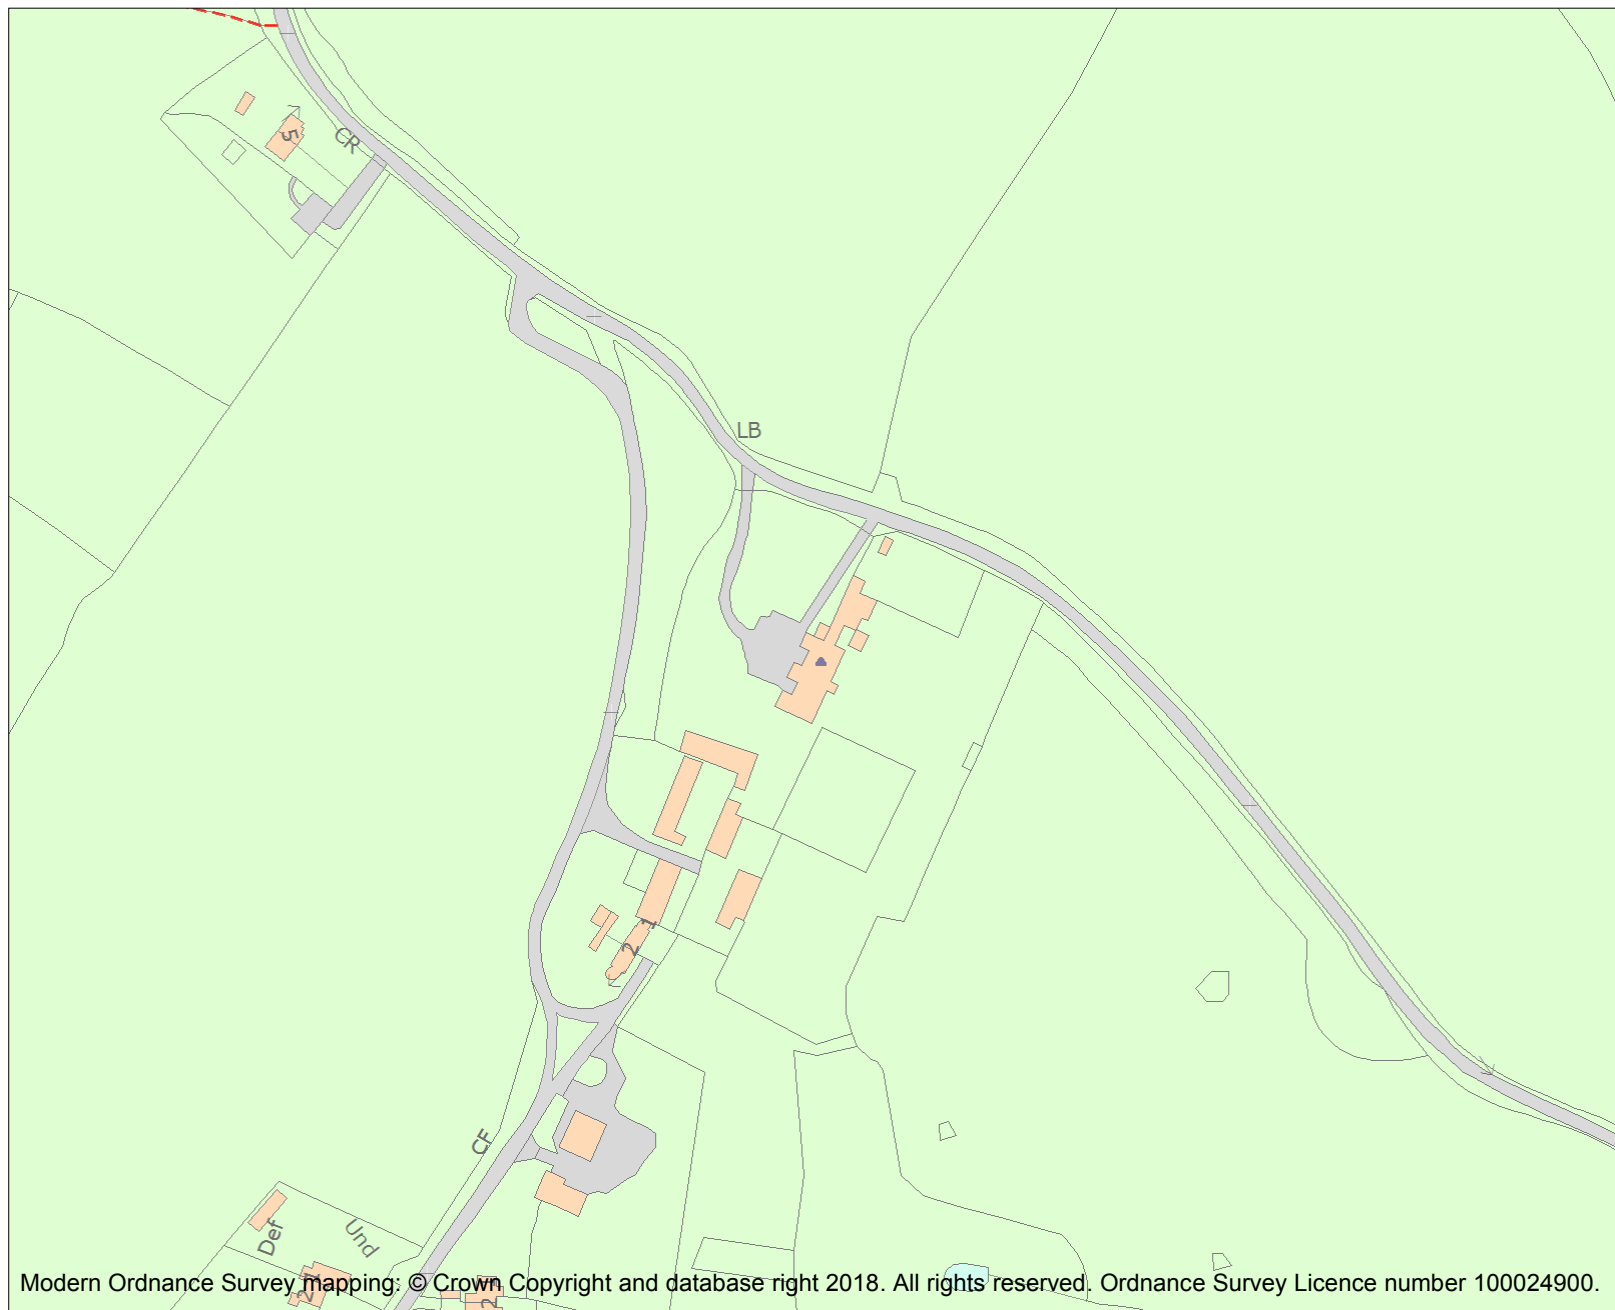 5
CR
LB
1
2
CF
Def
Und
Modern Ordnance Survey mapping: © Crown Copyright and database right 2018. All rights reserved. Ordnance Survey Licence number 100024900.